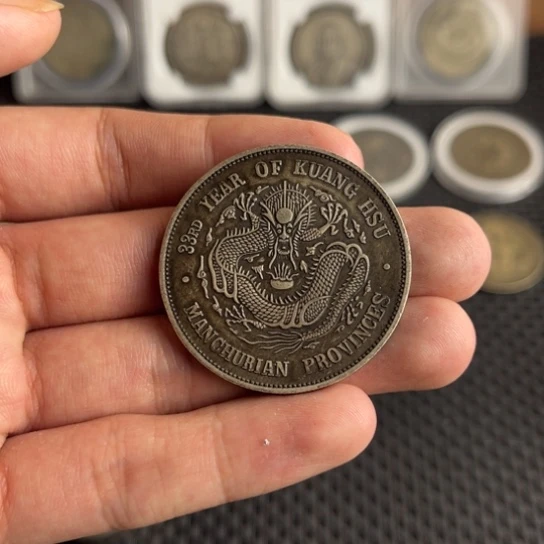 33RD YEAR OF KUANG HSU
MANCHURIAN PROVINCES